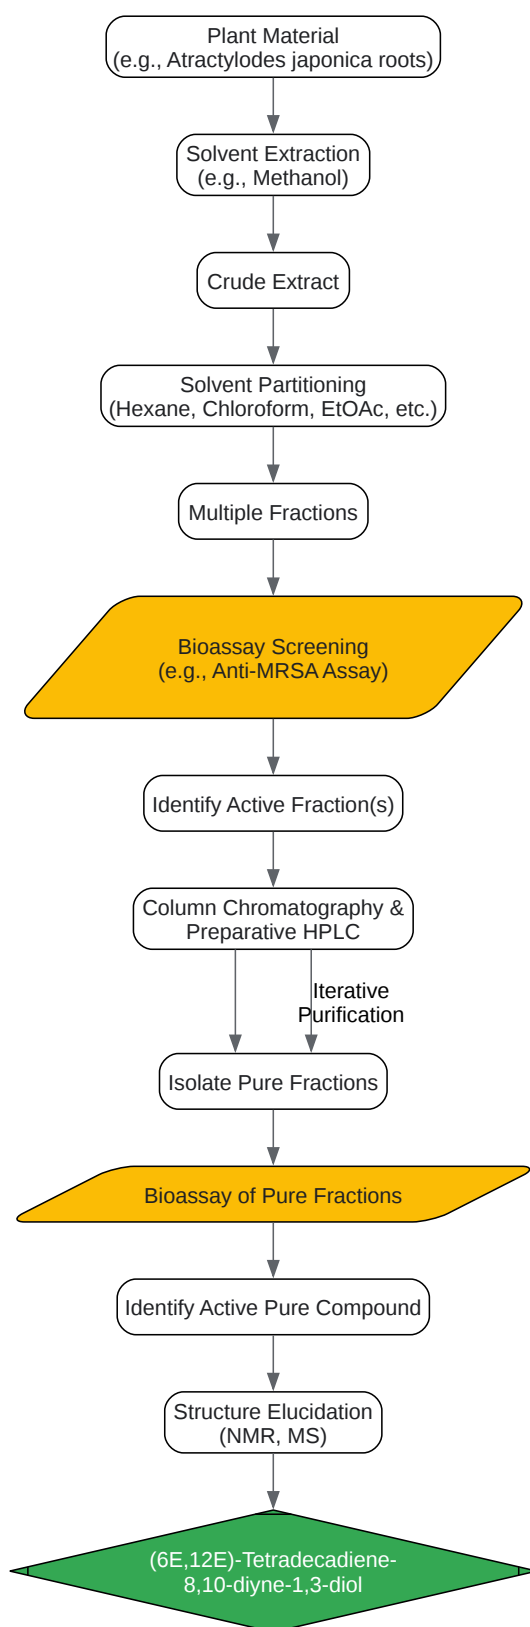 Plant Material
(e.g., Atractylodes japonica roots)
Solvent Extraction
(e.g., Methanol)
Crude Extract
Solvent Partitioning
(Hexane, Chloroform, EtOAc, etc.)
Multiple Fractions
Bioassay Screening
(e.g., Anti-MRSA Assay)
Identify Active Fraction(s)
Column Chromatography &
Preparative HPLC
Iterative
Purification
Isolate Pure Fractions
Bioassay of Pure Fractions
Identify Active Pure Compound
Structure Elucidation
(NMR, MS)
(6E,12E)-Tetradecadiene-
8,10-diyne-1,3-diol